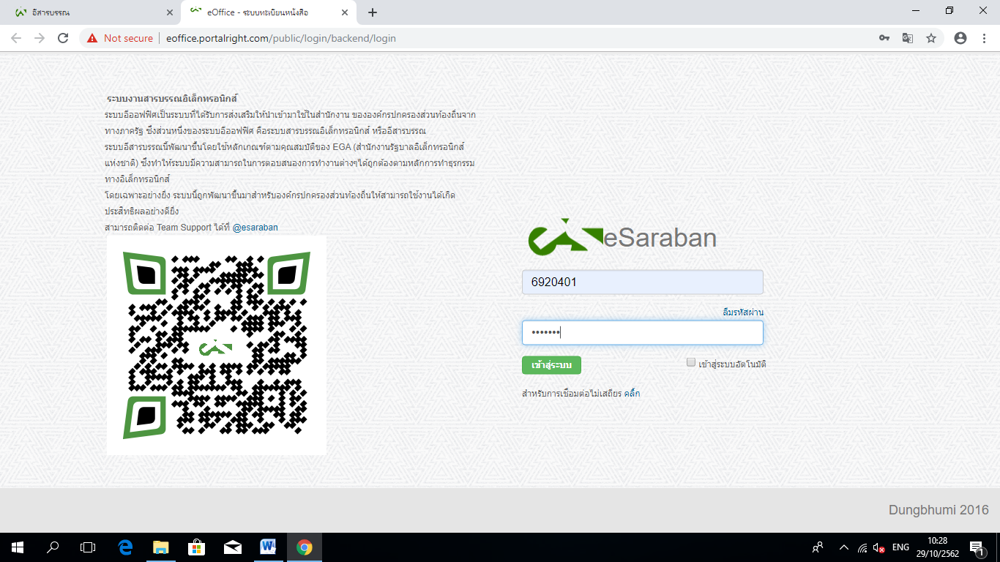 อีสารบรรณ
eOffice - ระบบทะเบียนหนังสือ
Not secure
eoffice.portalright.com/public/login/backend/login
ระบบงานสารบรรณอิเล็กทรอนิกส์
ระบบอีออฟฟิศเป็นระบบที่ได้รับการส่งเสริมให้นำเข้ามาใช้ในสำนักงาน ขององค์กรปกครองส่วนท้องถิ่นจาก
ทางภาครัฐ ซึ่งส่วนหนึ่งของระบบอีออฟฟิศ คือระบบสารบรรณอิเล็กทรอนิกส์ หรืออีสารบรรณ
ระบบอีสารบรรณนี้พัฒนาขึ้นโดยใช้หลักเกณฑ์ตามคุณสมบัติของ EGA (สำนักงานรัฐบาลอิเล็กทรอนิกส์
แห่งชาติ) ซึ่งทำให้ระบบมีความสามารถในการตอบสนองการทำงานต่างๆได้ถูกต้องตามหลักการทำธุรกรรม
ทางอิเล็กทรอนิกส์
โดยเฉพาะอย่างยิ่ง ระบบนี้ถูกพัฒนาขึ้นมาสำหรับองค์กรปกครองส่วนท้องถิ่นให้สามารถใช้งานได้เกิด
ประสิทธิผลอย่างดียิ่ง
สามารถติดต่อ Team Support ได้ที่ @esaraban
eSaraban
6920401
ลืมรหัสผ่าน
•••••••
เข้าสู่ระบบ
เข้าสู่ระบบอัตโนมัติ
สำหรับการเชื่อมต่อไม่เสถียร คลิ๊ก
Dungbhumi 2016
ENG
10:28
29/10/2562
1